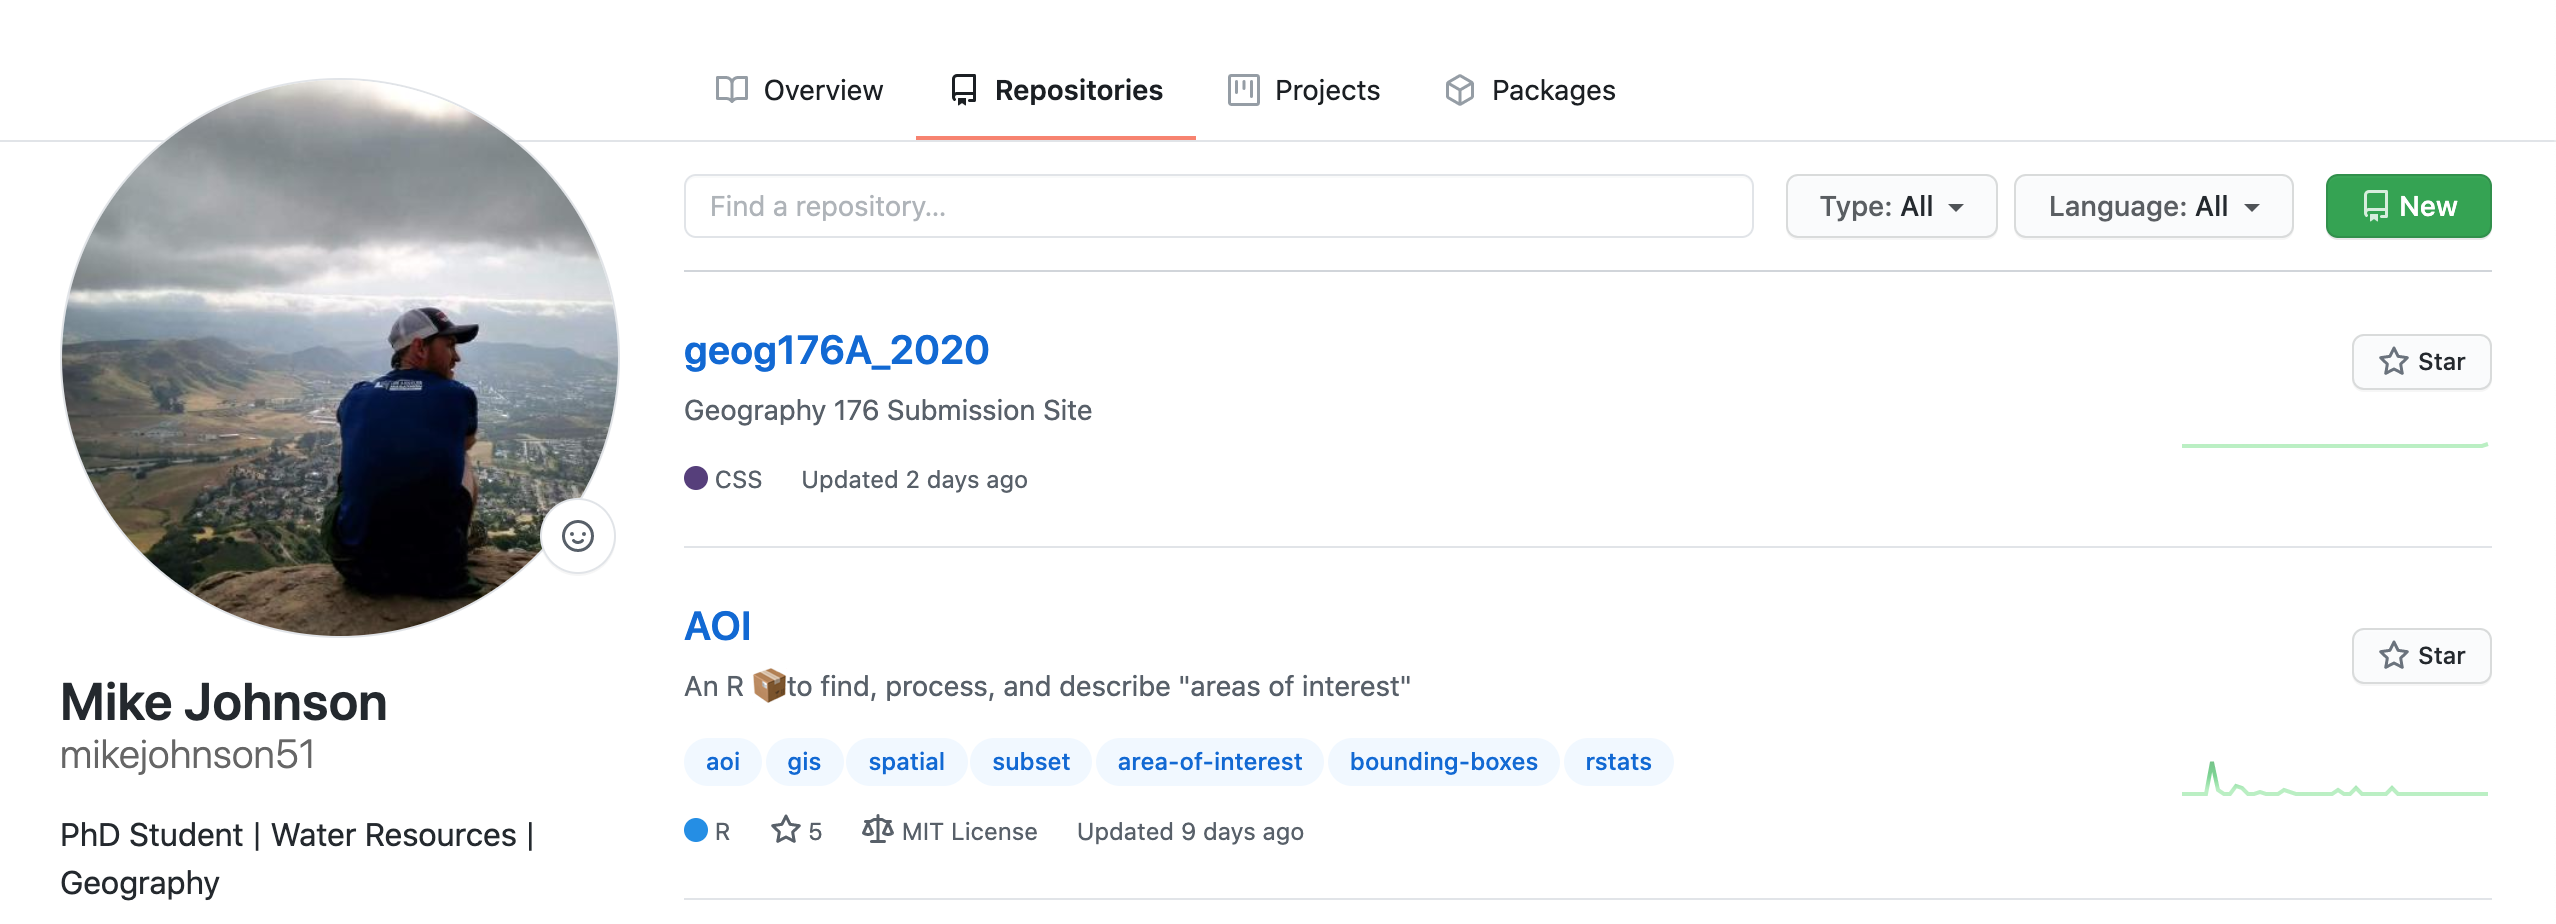 Overview Repositories Projects Packages
Find a repository... Type: All Language: All New
geog176A_2020
Star
Geography 176 Submission Site
CSS Updated 2 days ago
AOI
Star
An R 📦to find, process, and describe "areas of interest"
aoi gis spatial subset area-of-interest bounding-boxes rstats
R 5 MIT License Updated 9 days ago
Mike Johnson
mikejohnson51
PhD Student | Water Resources |
Geography